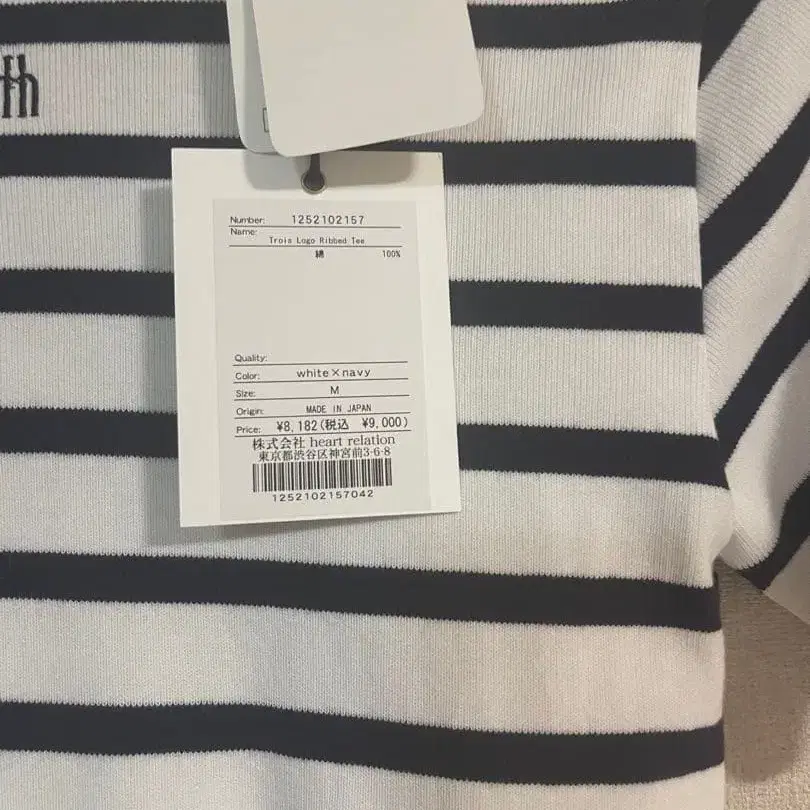 th
Number: 1252102157
Name:
Trois Logo Ribbed Tee
綿 100%
Quality:
Color: white×navy
Size: M
Origin: MADE IN JAPAN
Price: ¥8,182(税込 ¥9,000)
株式会社 heart relation
東京都渋谷区神宮前3-6-8
1252102157042